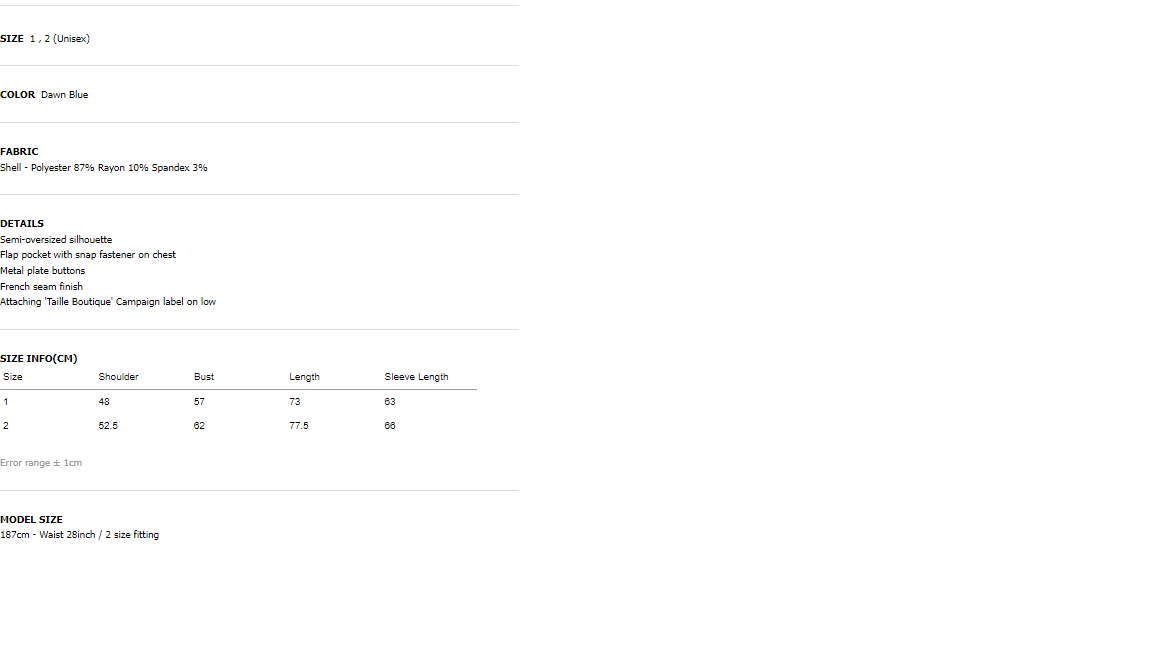 SIZE 1 , 2 (Unisex)
COLOR Dawn Blue
FABRIC
Shell - Polyester 87% Rayon 10% Spandex 3%
DETAILS
Semi-oversized silhouette
Flap pocket with snap fastener on chest
Metal plate buttons
French seam finish
Attaching 'Taille Boutique' Campaign label on low
SIZE INFO(CM)
Size Shoulder Bust Length Sleeve Length
1 48 57 73 63
2 52.5 62 77.5 66
Error range ± 1cm
MODEL SIZE
187cm - Waist 28inch / 2 size fitting